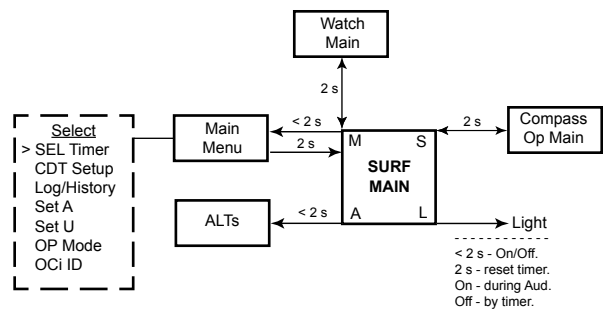 Watch
Main
2 s
Select
> SEL Timer
CDT Setup
Log/History
Set A
Set U
OP Mode
OCi ID
Main
Menu
< 2 s
2 s
M
S
SURF
MAIN
A
L
2 s
Compass
Op Main
ALTs
< 2 s
Light
< 2 s - On/Off.
2 s - reset timer.
On - during Aud.
Off - by timer.